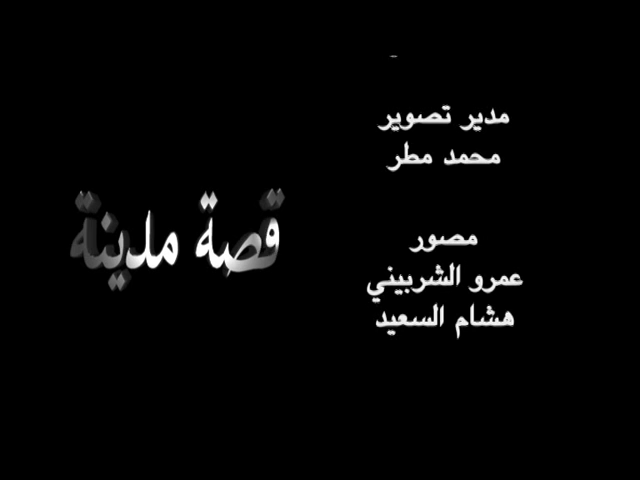 مدير تصوير
محمد مطر
قصة مدينة
مصور
عمرو الشربيني
هشام السعيد